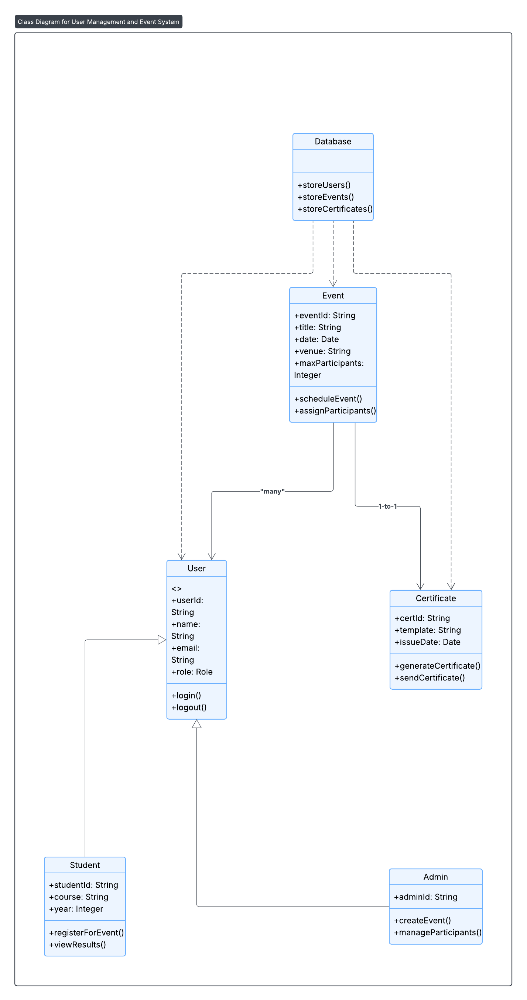 Class Diagram for User Management and Event System
Database
+storeUsers()
+storeEvents()
+storeCertificates()
Event
+eventId: String
+title: String
+date: Date
+venue: String
+maxParticipants:
Integer
+scheduleEvent()
+assignParticipants()
"many"
1-to-1
User
<>
+userId:
String
+name:
String
+email:
String
+role: Role
+login()
+logout()
Certificate
+certId: String
+template: String
+issueDate: Date
+generateCertificate()
+sendCertificate()
Student
+studentId: String
+course: String
+year: Integer
+registerForEvent()
+viewResults()
Admin
+adminId: String
+createEvent()
+manageParticipants()